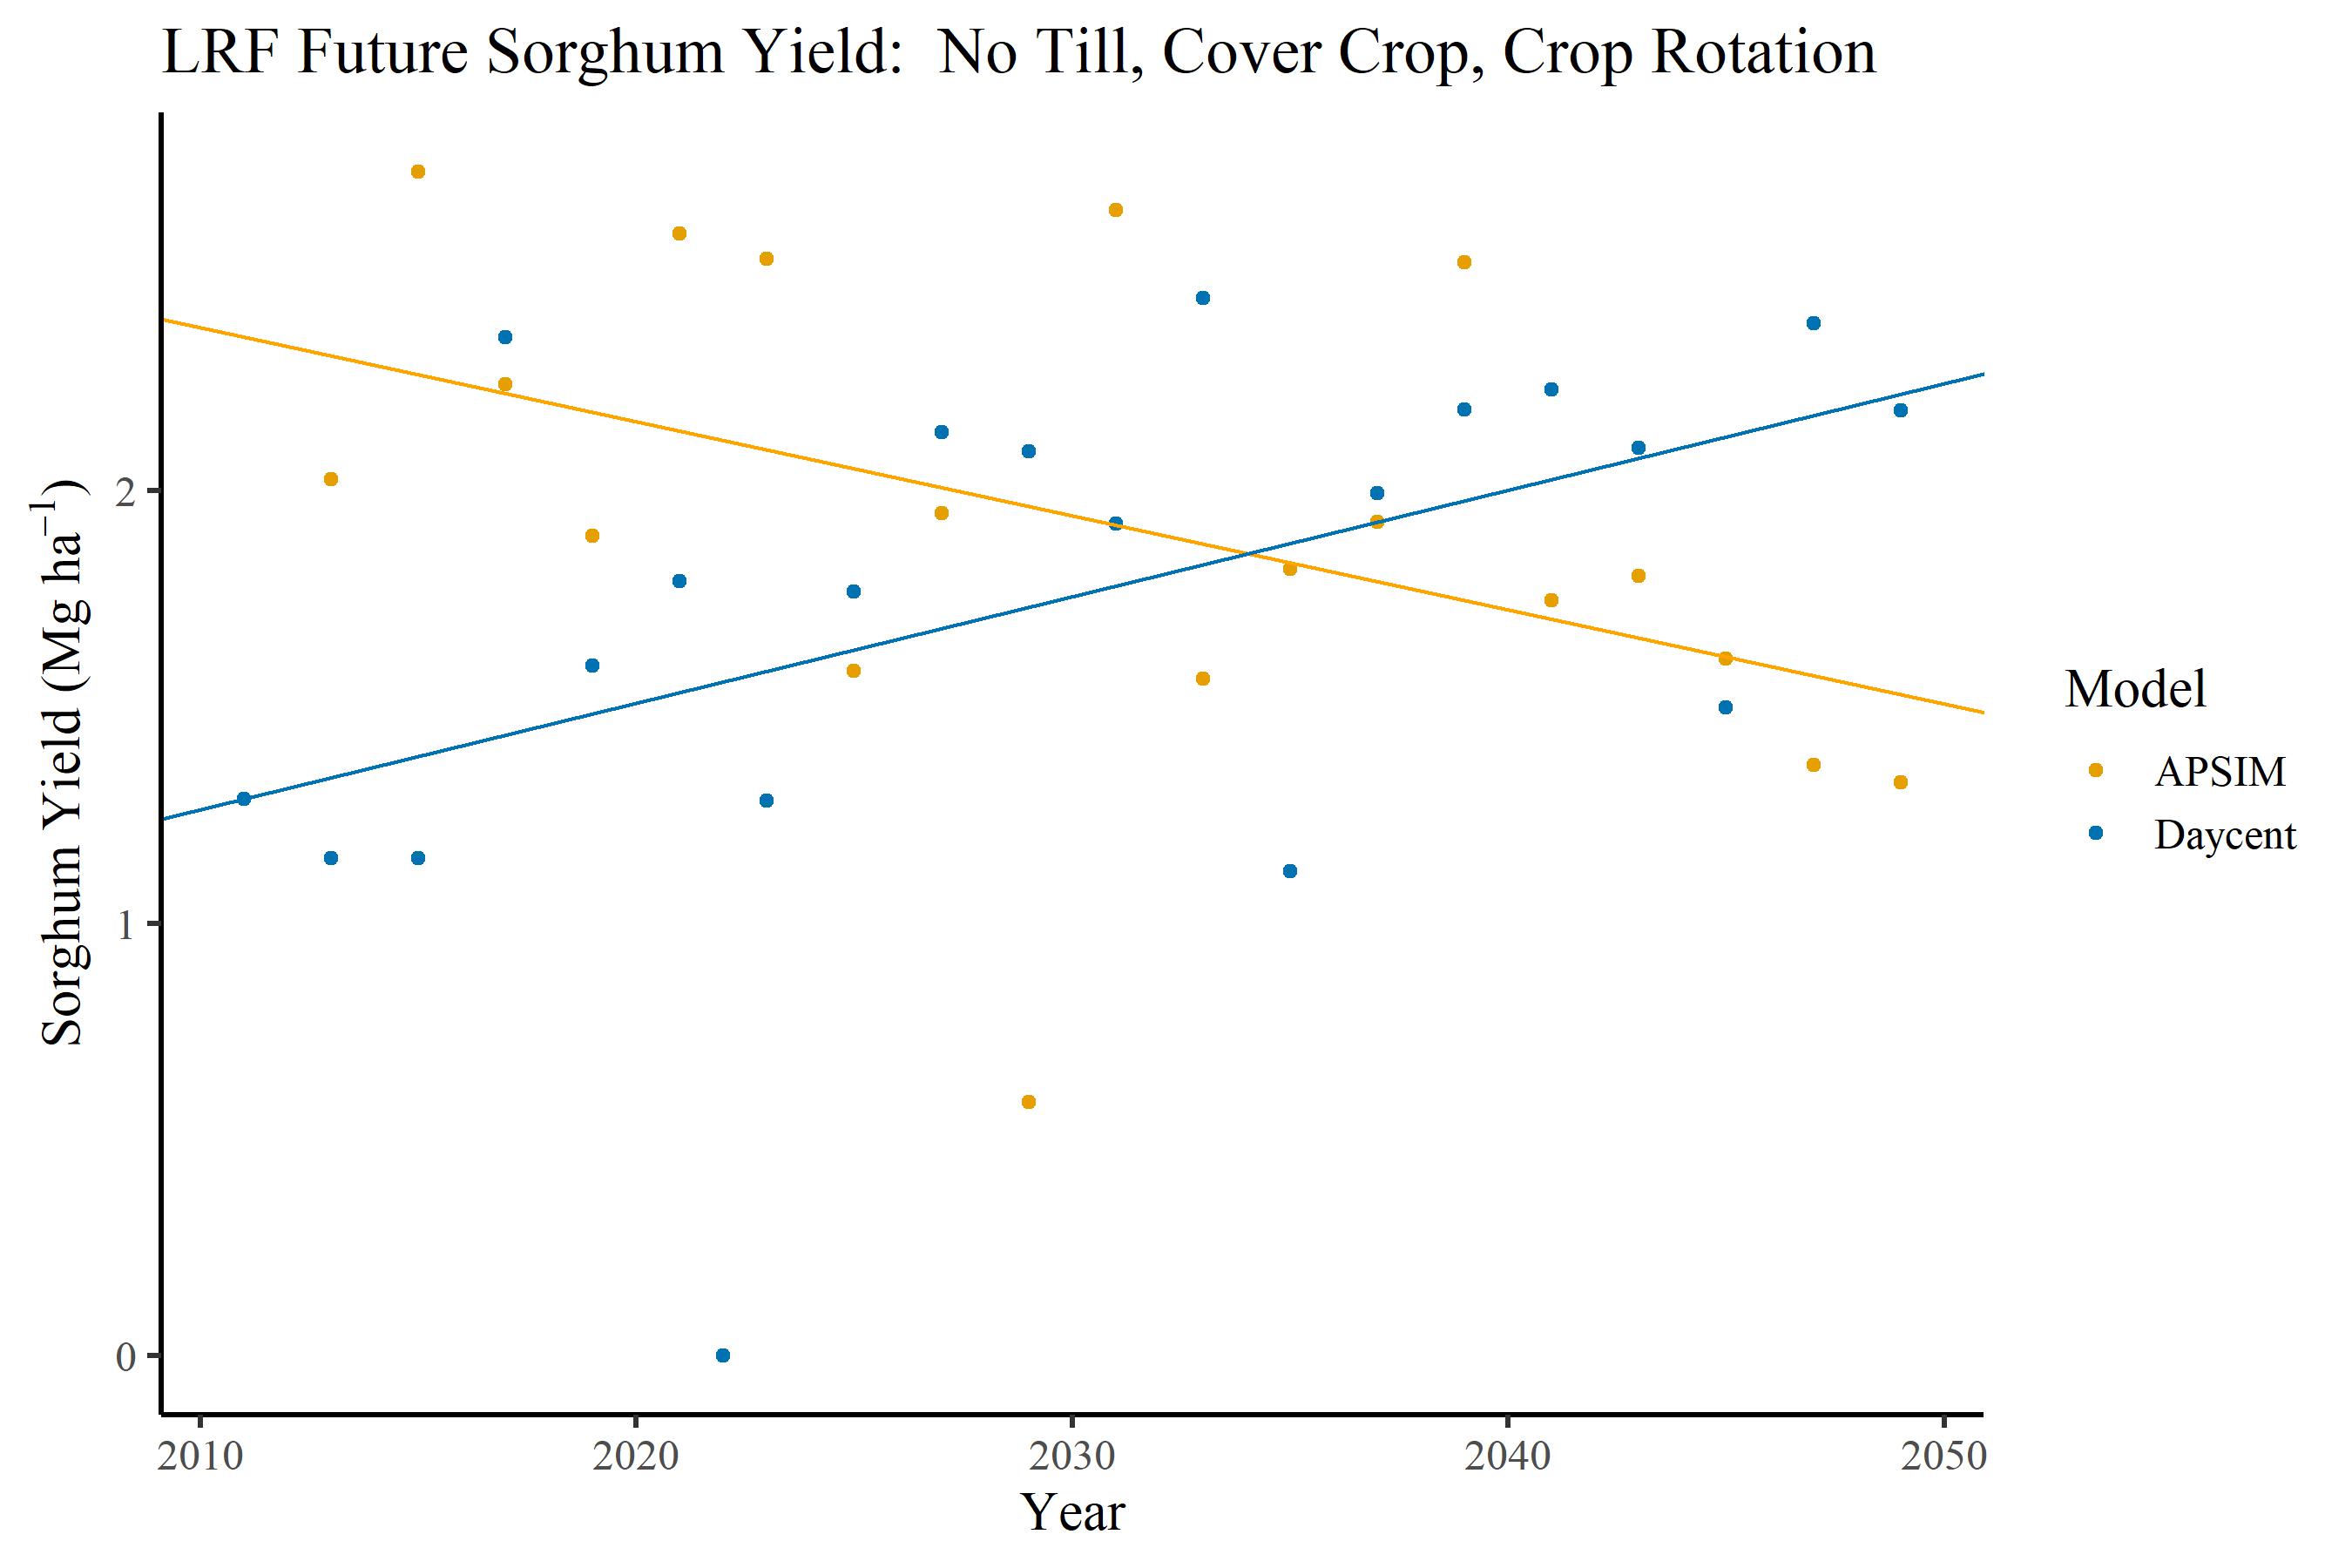 LRF Future Sorghum Yield:  No Till, Cover Crop, Crop Rotation
Sorghum Yield (Mg ha⁻¹)
2
1
0
2010 2020 2030 2040 2050
Year
Model
APSIM
Daycent